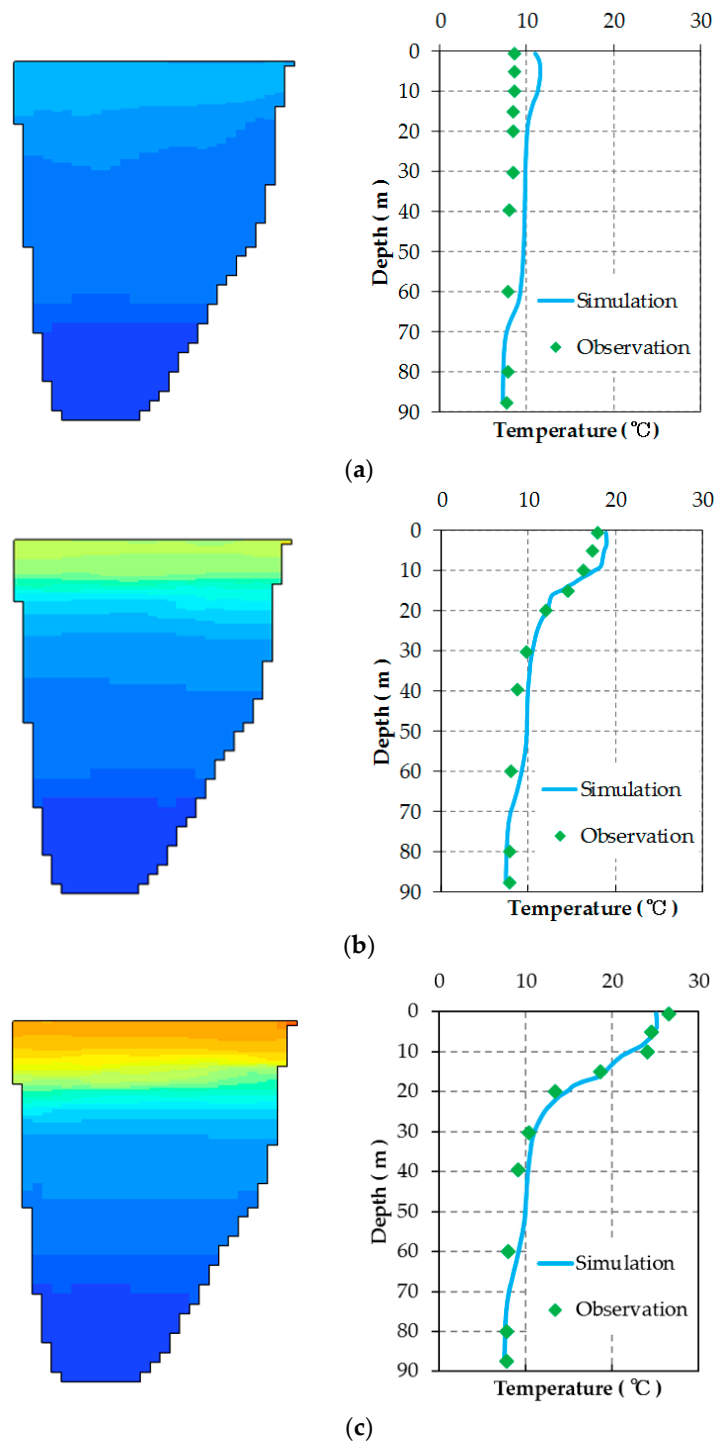 0 10 20 30
0
10
20
30
40
50
60
70
80
90
Depth ( m )
Simulation
Observation
Temperature ( ℃)
(a)
0 10 20 30
0
10
20
30
40
50
60
70
80
90
Depth ( m )
Simulation
Observation
Temperature ( ℃)
(b)
0 10 20 30
0
10
20
30
40
50
60
70
80
90
Depth ( m )
Simulation
Observation
Temperature ( ℃)
(c)